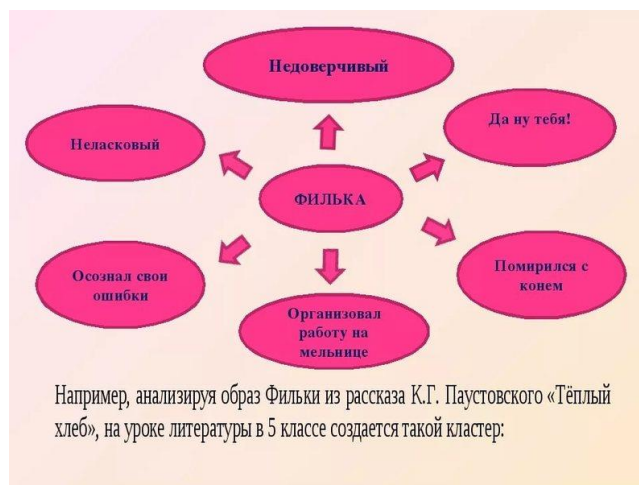 Недоверчивый
Да ну тебя!
Неласковый
ФИЛЬКА
Осознал свои
ошибки
Помирился с
конем
Организовал
работу на
мельнице
Например, анализируя образ Фильки из рассказа К.Г. Паустовского «Тёплый
хлеб», на уроке литературы в 5 классе создается такой кластер: